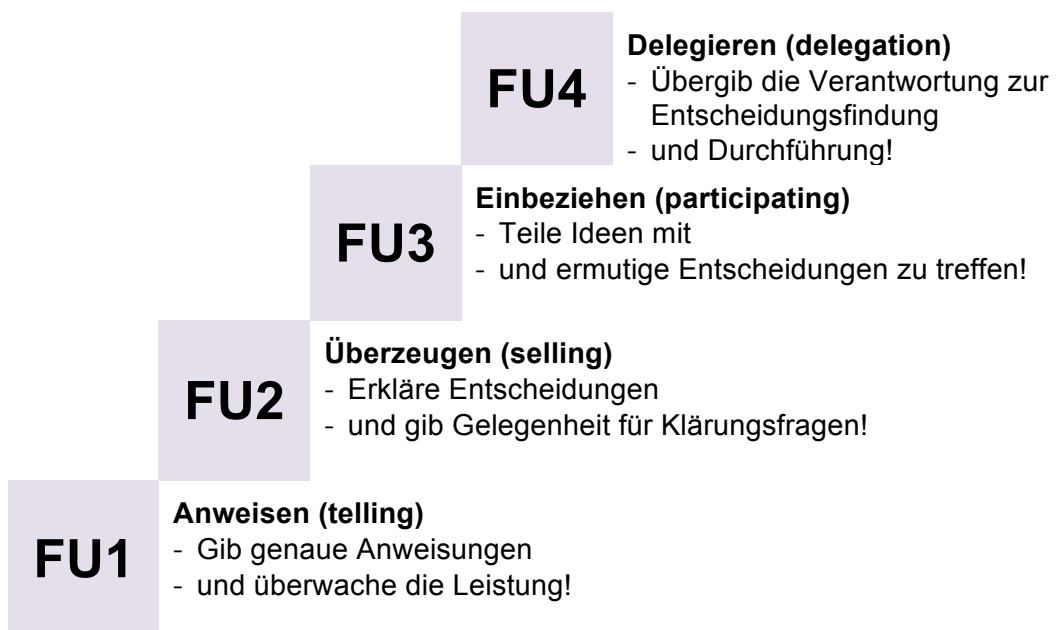 FU4
Delegieren (delegation)
- Übergib die Verantwortung zur
Entscheidungsfindung
- und Durchführung!
FU3
Einbeziehen (participating)
- Teile Ideen mit
- und ermutige Entscheidungen zu treffen!
FU2
Überzeugen (selling)
- Erkläre Entscheidungen
- und gib Gelegenheit für Klärungsfragen!
FU1
Anweisen (telling)
- Gib genaue Anweisungen
- und überwache die Leistung!